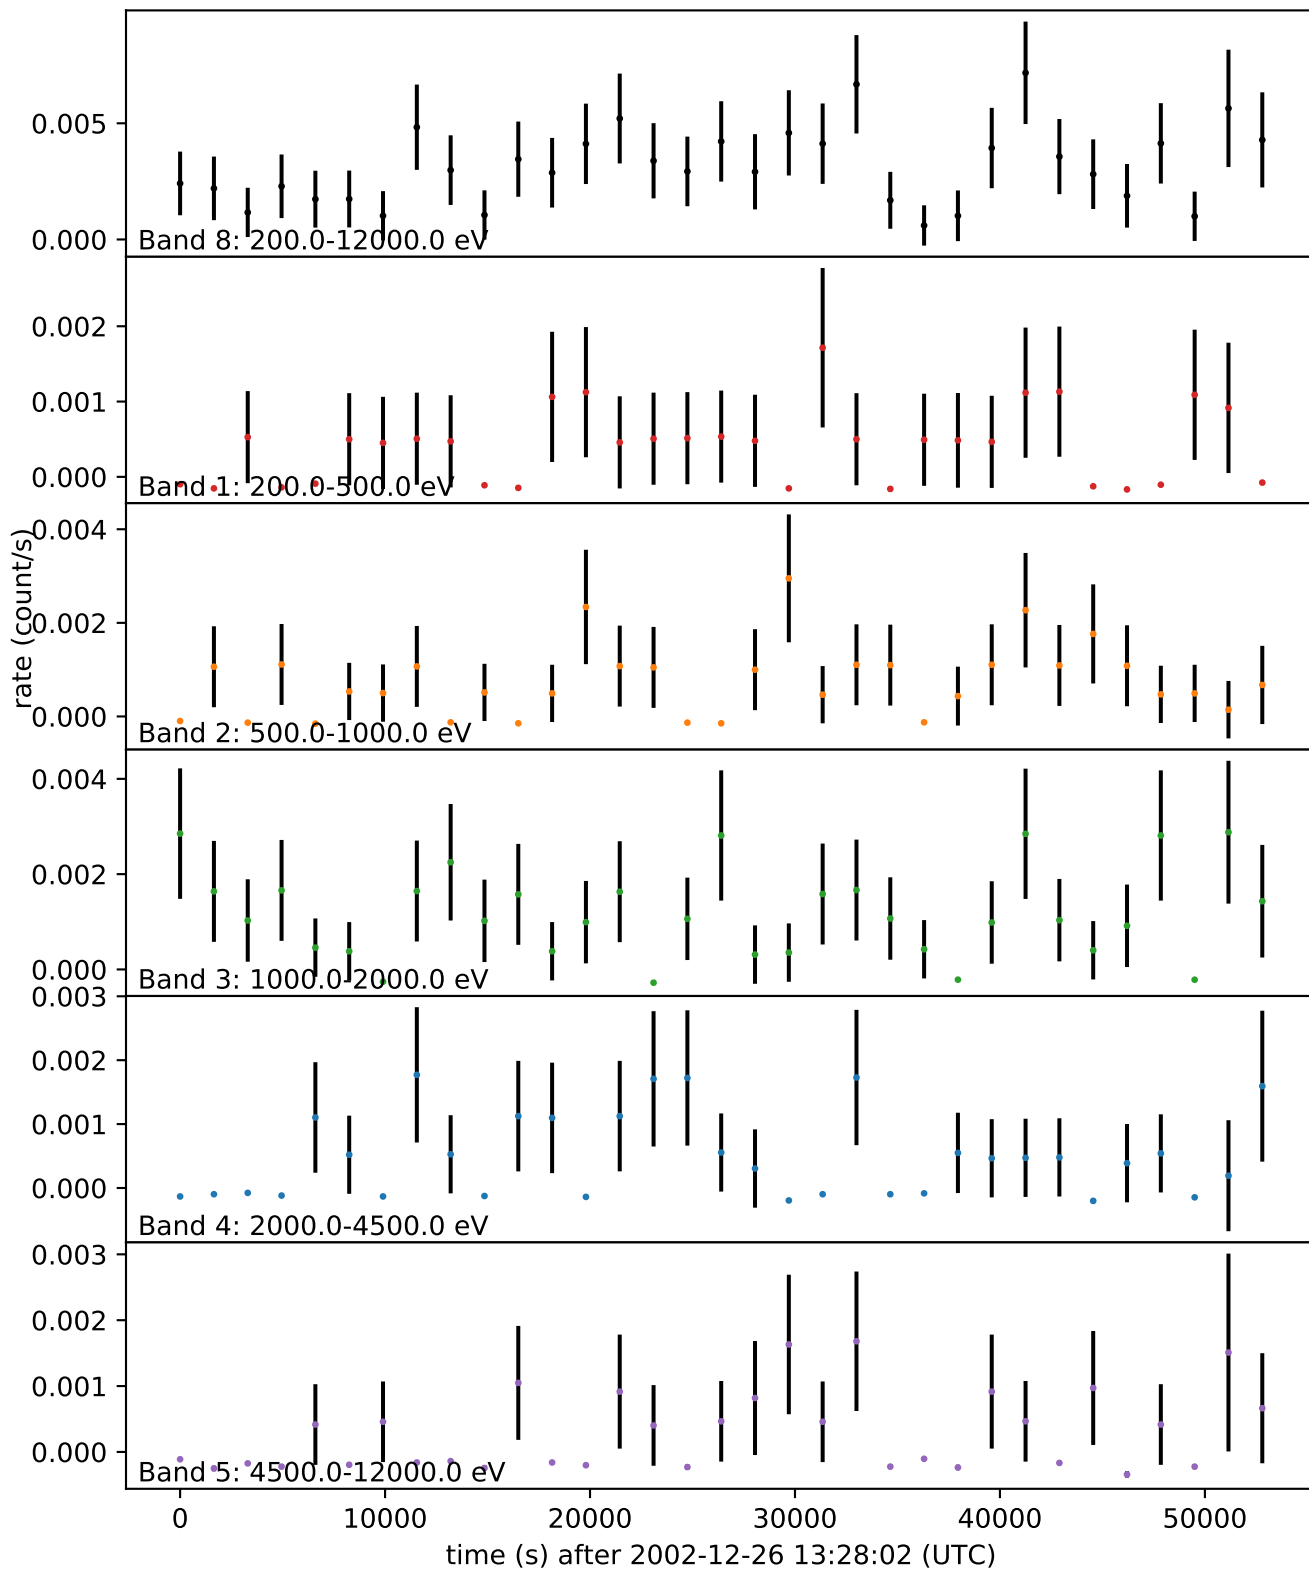 0.005
0.000
Band 8: 200.0-12000.0 eV
0.002
0.001
0.000
Band 1: 200.0-500.0 eV
rate (count/s)
0.004
0.002
0.000
Band 2: 500.0-1000.0 eV
0.004
0.002
0.000
Band 3: 1000.0-2000.0 eV
0.003
0.002
0.001
0.000
Band 4: 2000.0-4500.0 eV
0.003
0.002
0.001
0.000
Band 5: 4500.0-12000.0 eV
0 10000 20000 30000 40000 50000
time (s) after 2002-12-26 13:28:02 (UTC)